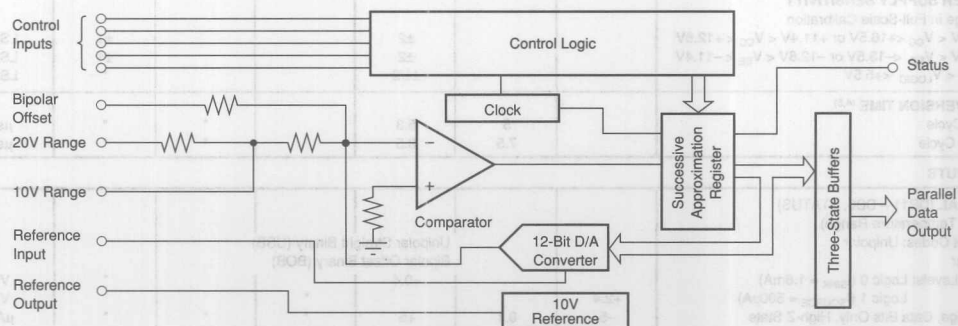 Control
Inputs
Control Logic
Status
Clock
Bipolar
Offset
20V Range
10V Range
Reference
Input
Reference
Output
−
+
Comparator
Successive
Approximation
Register
12-Bit D/A
Converter
10V
Reference
Three-State Buffers
Parallel
Data
Output